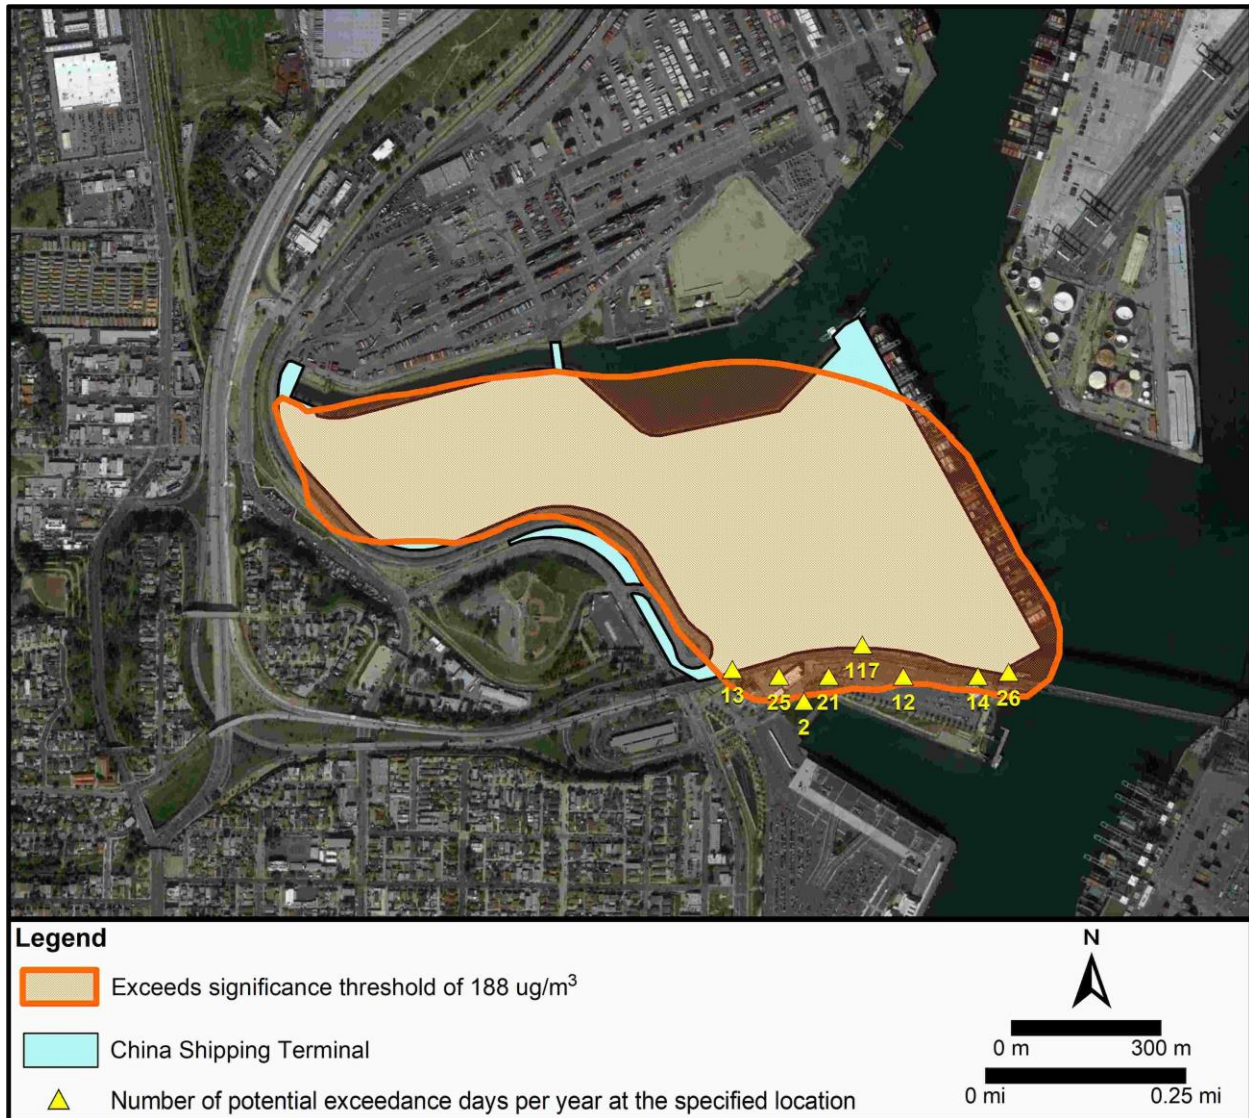 117
13
25
21
12
14
26
2
Legend
Exceeds significance threshold of 188 ug/m³
China Shipping Terminal
Number of potential exceedance days per year at the specified location
N
0 m 300 m
0 mi 0.25 mi